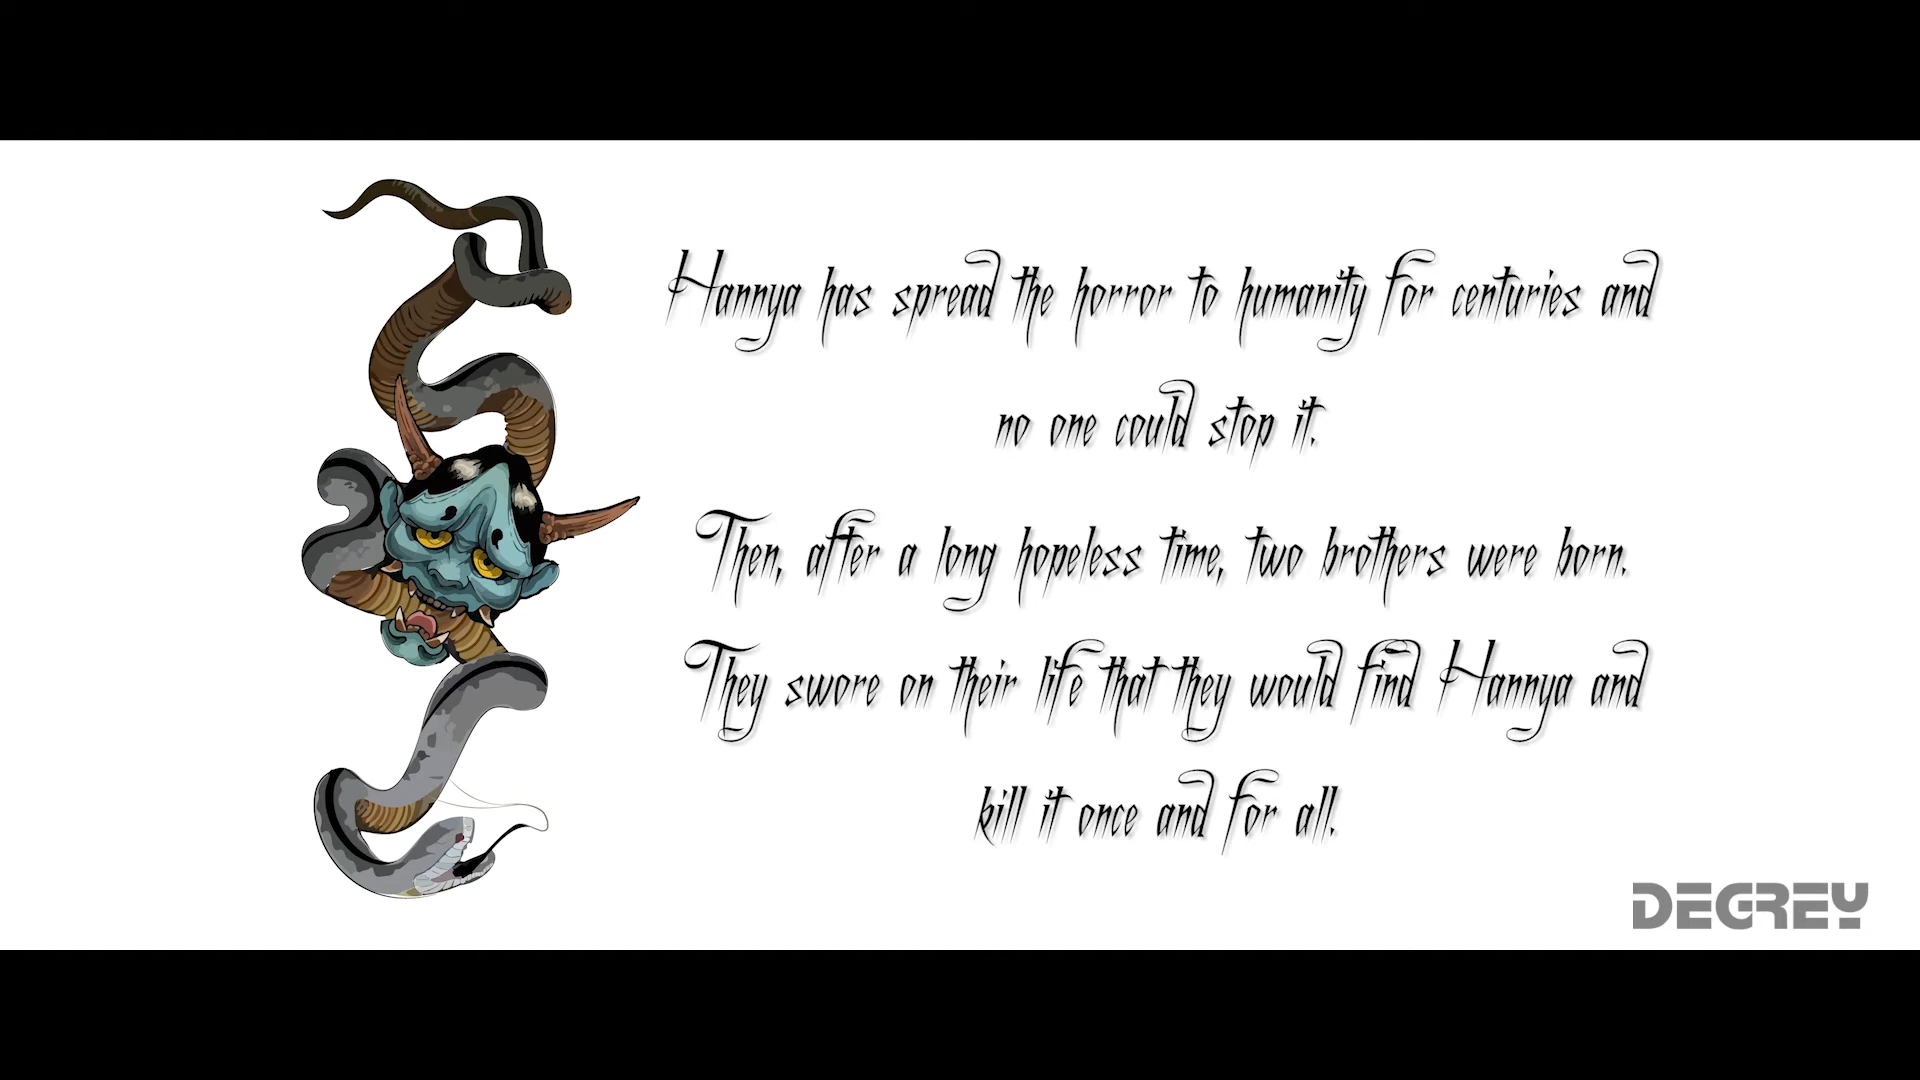 Hannya has spread the horror to humanity for centuries and
no one could stop it.
Then, after a long hopeless time, two brothers were born.
They swore on their life that they would find Hannya and
kill it once and for all.
DEGREY